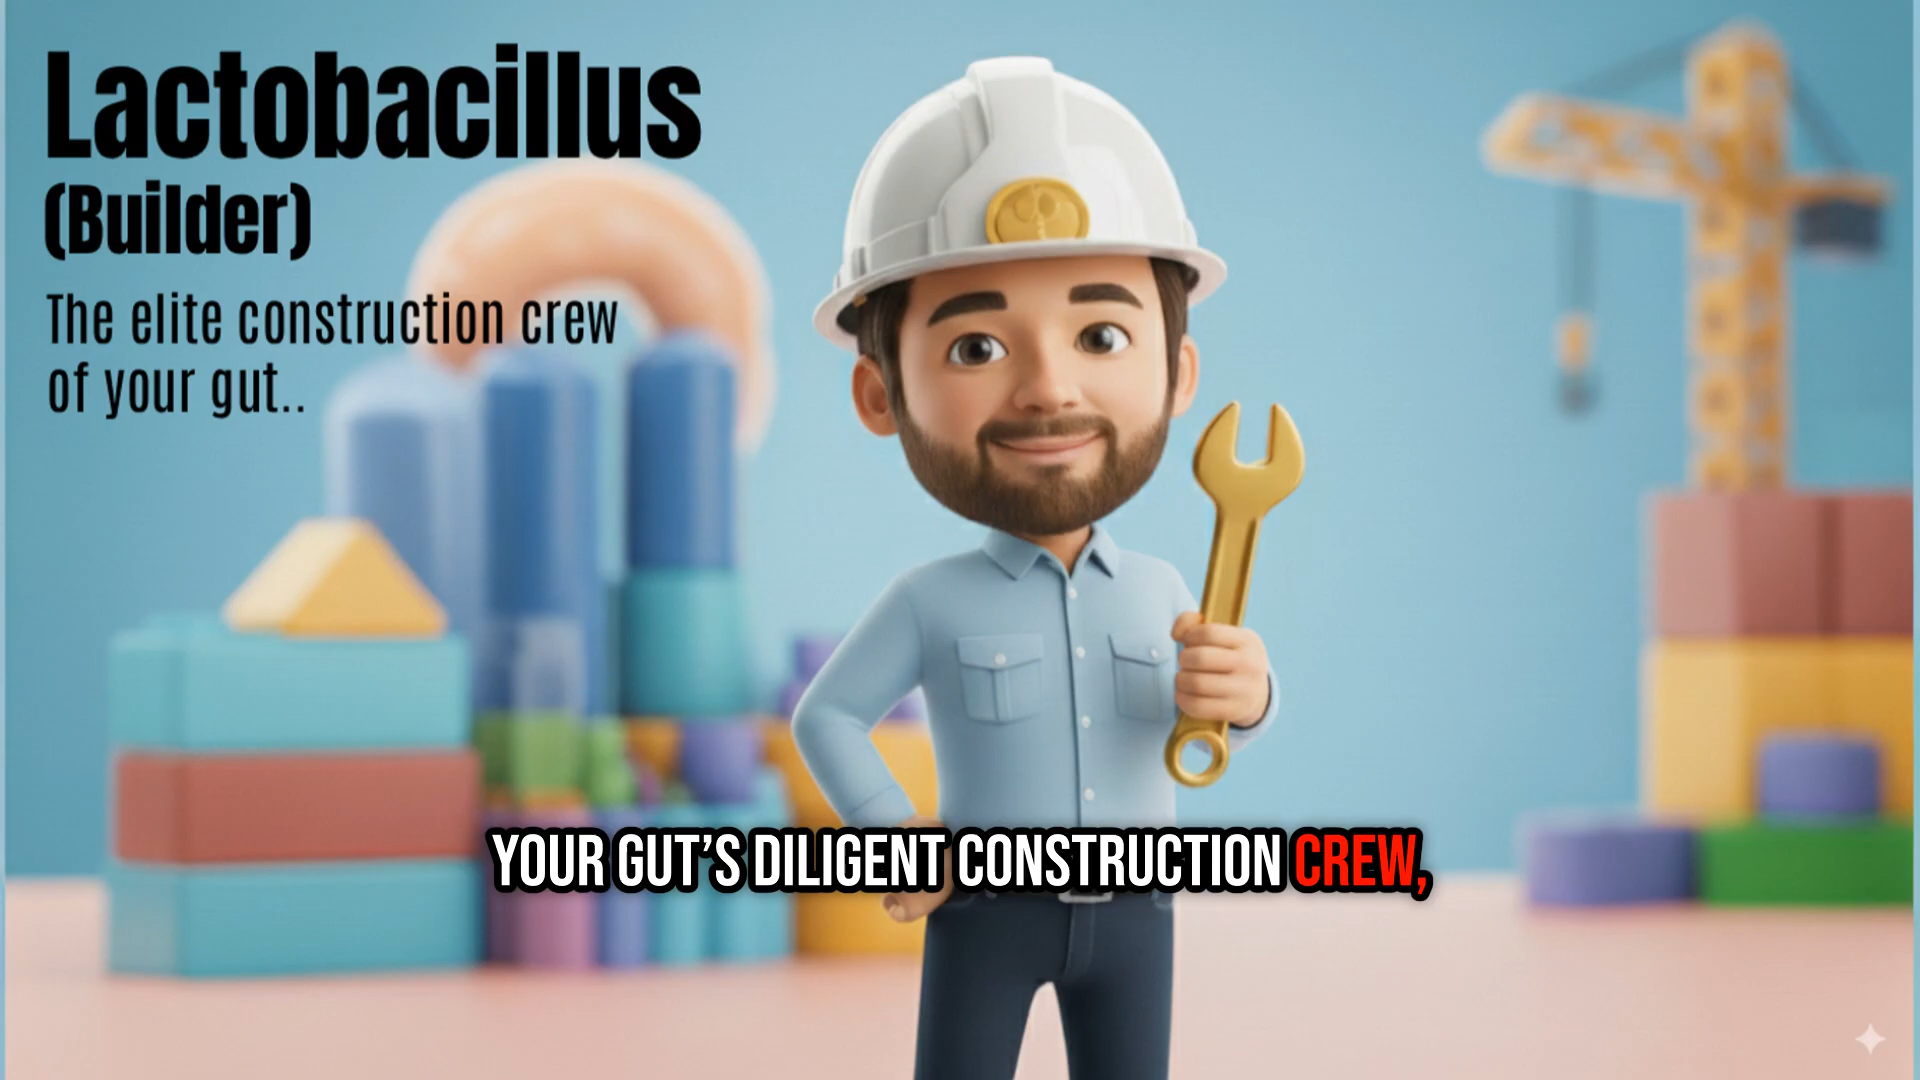 Lactobacillus
(Builder)
The elite construction crew
of your gut..
YOUR GUT’S DILIGENT CONSTRUCTION CREW,